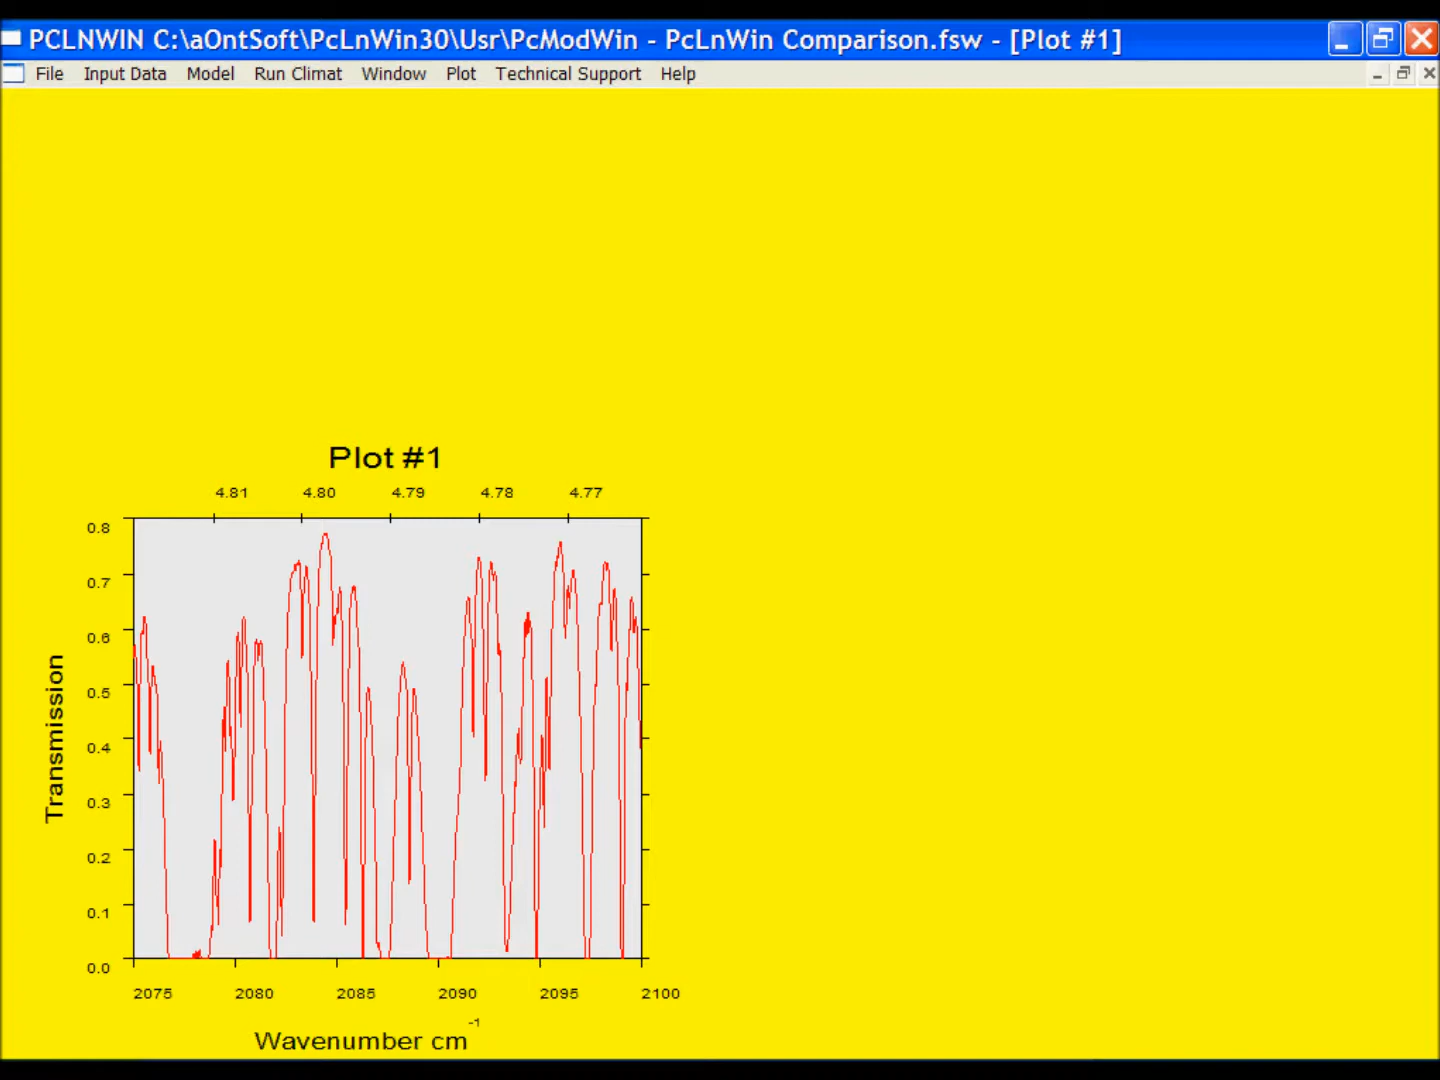 PCLNWIN C:\aOntSoft\PcLnWin30\Usr\PcModWin - PcLnWin Comparison.fsw - [Plot #1]
File Input Data Model Run Climat Window Plot Technical Support Help
Plot #1
4.81 4.80 4.79 4.78 4.77
0.8
0.7
0.6
0.5
0.4
0.3
0.2
0.1
0.0
Transmission
2075 2080 2085 2090 2095 2100
Wavenumber cm-1